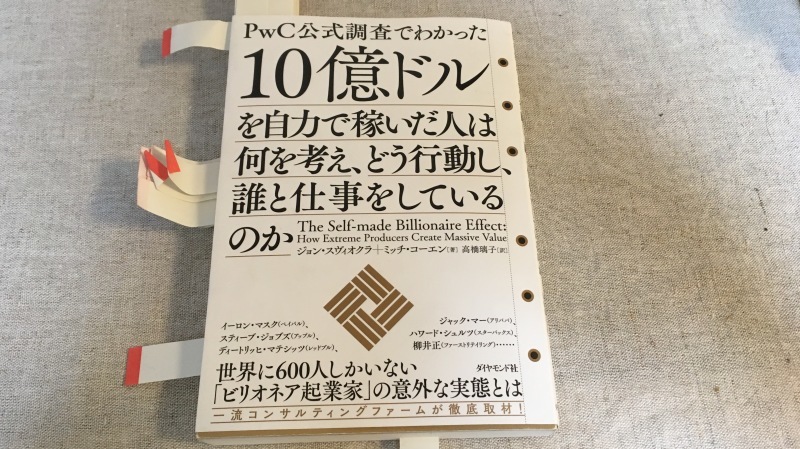 PwC公式調査でわかった
10億ドル
を自力で稼いだ人は
何を考え、どう行動し、
誰と仕事をしている
のか
The Self-made Billionaire Effect:
How Extreme Producers Create Massive Value
ジョン・スヴィオクラ+ミッチ・コーエン[著] 高橋璃子[訳]
イーロン・マスク(ペイパル)、
スティーブ・ジョブズ(アップル)、
ディートリッヒ・マテシッツ(レッドブル)、
ジャック・マー(アリババ)、
ハワード・シュルツ(スターバックス)、
柳井正(ファーストリテイリング)……
世界に600人しかいない
「ビリオネア起業家」の意外な実態とは
ダイヤモンド社
一流コンサルティングファームが徹底取材!